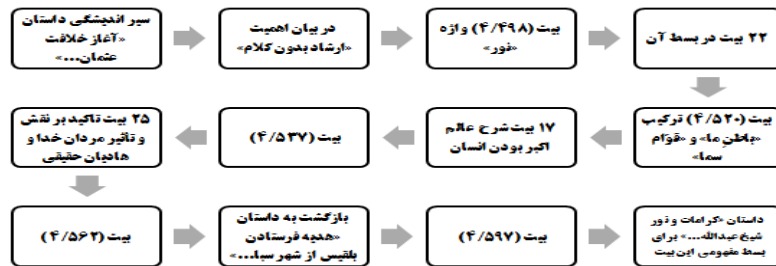 سیر اندیشگی داستان
«آغاز خلافت
عثمان...»
در بیان اهمیت
«ارشاد بدون کلام»
بیت (۴/۴۹۸) واژه
«نور»
۲۲ بیت در بسط آن
بیت (۴/۵۲۰) ترکیب
«باطنِ ما» و «قوّام
سما»
۱۷ بیت شرح عالم
اکبر بودن انسان
بیت (۴/۵۳۷)
۲۵ بیت تاکید بر نقش
و تأثیر مردان خدا و
هادیان حقیقی
بیت (۴/۵۶۲)
بازگشت به داستان
«هدیه فرستادن
بلقیس از شهر سبا...»
بیت (۴/۵۹۷)
داستان «کرامات و نور
شیخ عبدالله...» برای
بسط مفهومی این بیت